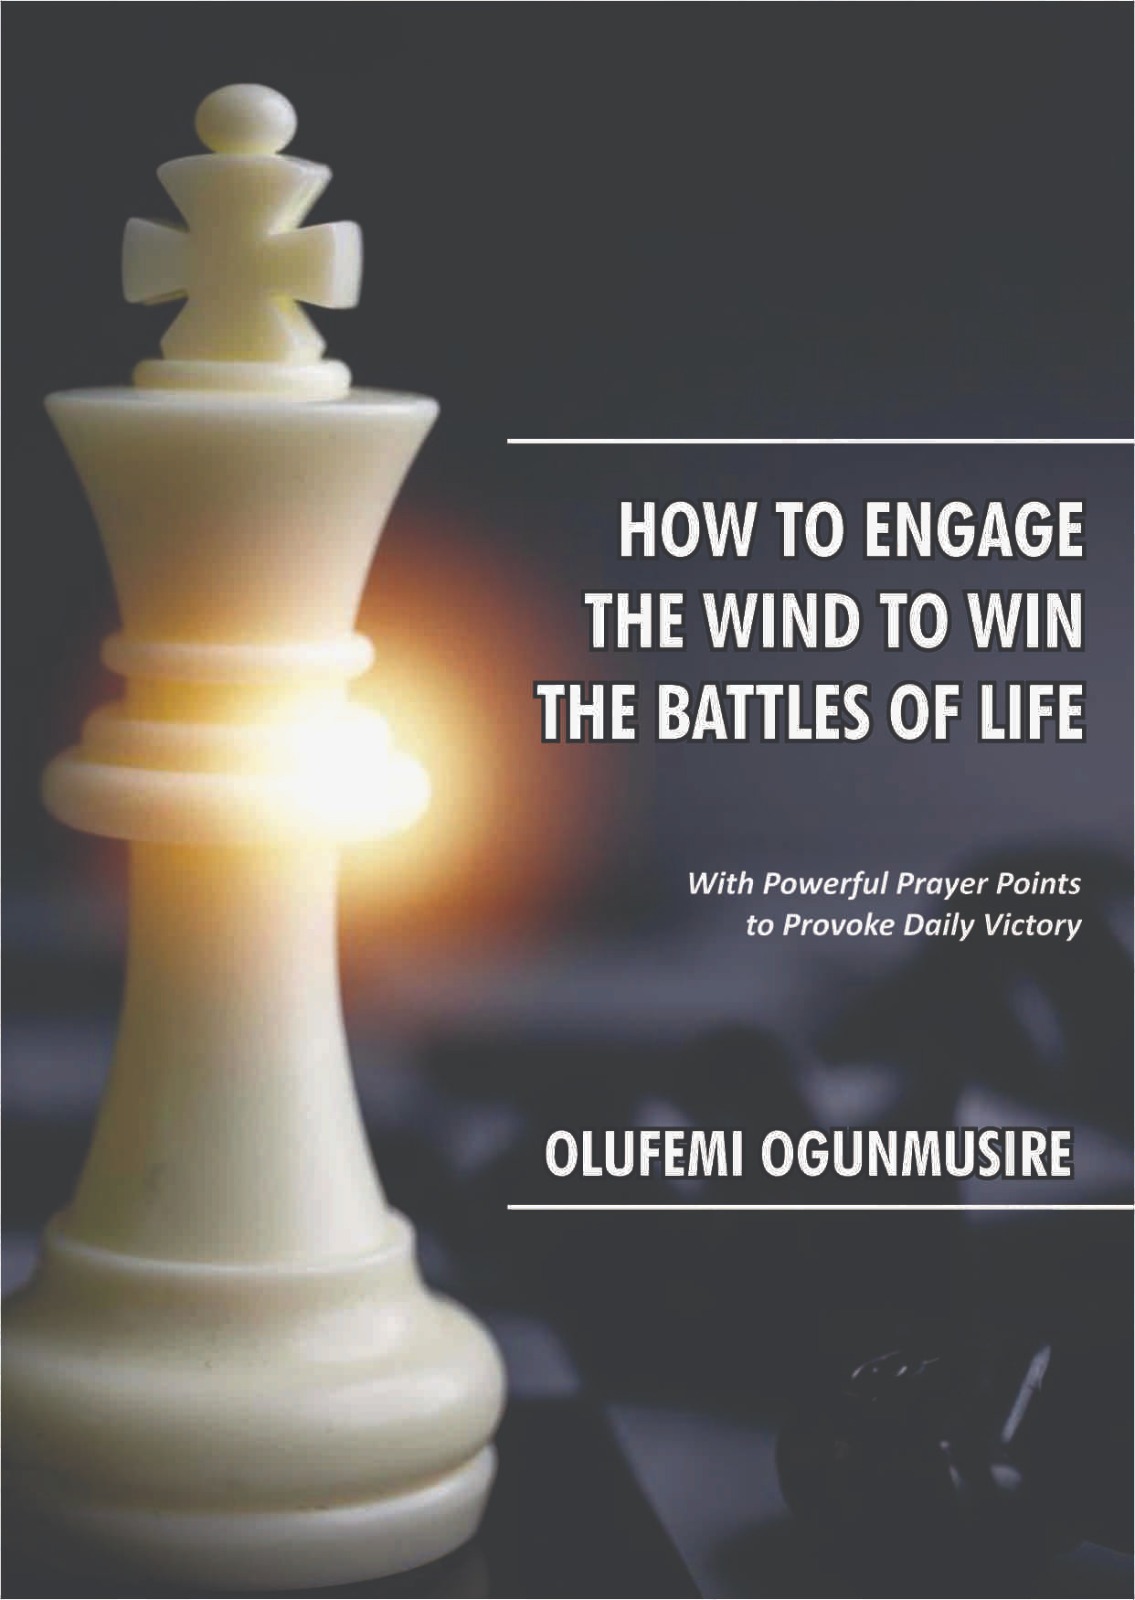 HOW TO ENGAGE
THE WIND TO WIN
THE BATTLES OF LIFE
With Powerful Prayer Points
to Provoke Daily Victory
OLUFEMI OGUNMUSIRE